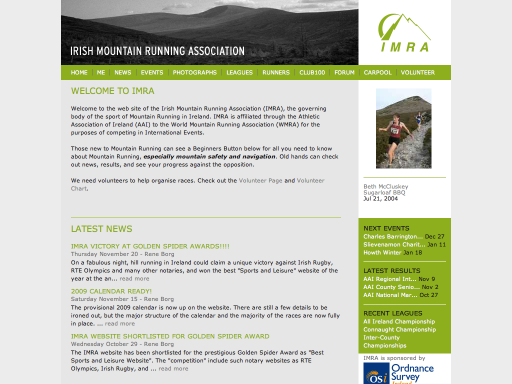 IRISH MOUNTAIN RUNNING ASSOCIATION
IMRA
HOME ME NEWS EVENTS PHOTOGRAPHS LEAGUES RUNNERS CLUB100 FORUM CARPOOL VOLUNTEER
WELCOME TO IMRA
Welcome to the web site of the Irish Mountain Running Association (IMRA), the governing
body of the sport of Mountain Running in Ireland. IMRA is affiliated through the Athletic
Association of Ireland (AAI) to the World Mountain Running Association (WMRA) for the
purposes of competing in International Events.
Those new to Mountain Running can see a Beginners Button below for all you need to know
about Mountain Running, especially mountain safety and navigation. Old hands can check
out news, results, and see your progress against the opposition.
We need volunteers to help organise races. Check out the Volunteer Page and Volunteer
Chart.
LATEST NEWS
IMRA VICTORY AT GOLDEN SPIDER AWARDS!!!!
Thursday November 20 - Rene Borg
On a fabulous night, hill running in Ireland could claim a unique victory against Irish Rugby,
RTE Olympics and many other notaries, and won the best "Sports and Leisure" website of the
year at the an... read more
2009 CALENDAR READY!
Saturday November 15 - Rene Borg
The provisional 2009 calendar is now up on the website. There are still a few details to be
ironed out, but the major structure of the calendar and the majority of the races are now fully
in place. ... read more
IMRA WEBSITE SHORTLISTED FOR GOLDEN SPIDER AWARD
Wednesday October 29 - Rene Borg
The IMRA website has been shortlisted for the prestigious Golden Spider Award as "Best
Sports and Leisure Website". The "competition" include such notary websites as RTE
Olympics, Irish Rugby, and ... read more
Beth McCluskey
Sugarloaf BBQ
Jul 21, 2004
NEXT EVENTS
Charles Barrington... Dec 27
Slievenamon Charit... Jan 11
Howth Winter Jan 18
LATEST RESULTS
AAI Regional Int... Nov 9
AAI County Senio... Nov 2
AAI National Mar... Oct 27
RECENT LEAGUES
All Ireland Championship
Connaught Championship
Inter-County
Championships
IMRA is sponsored by
OSi Ordnance
Survey
Ireland